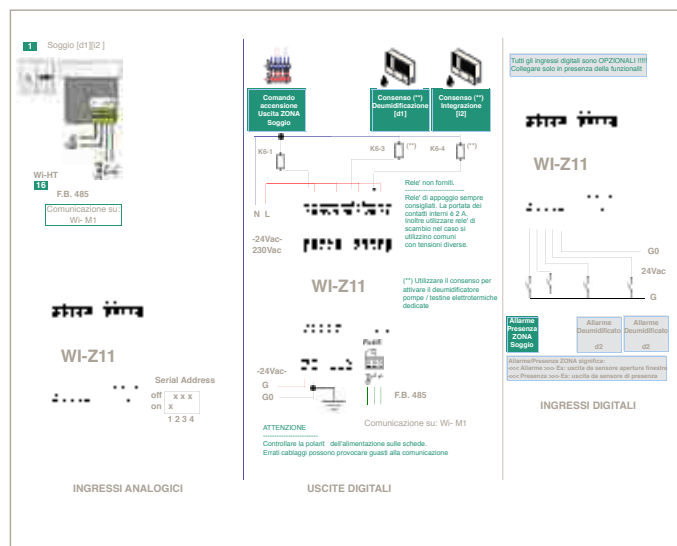 1 Soggio [d1][i2 ]
Wi-HT
16
F.B. 485
Comunicazione su:
Wi- M1
WI-Z11
Serial Address
off x x x
on x
1 2 3 4
INGRESSI ANALOGICI
Comando
accensione
Uscita ZONA
Soggio
Consenso (**)
Deumidificazione
[d1]
Consenso (**)
Integrazione
[i2]
K6-1
K6-3
(**)
K6-4
(**)
N L
Rele' non forniti.
Rele' di appoggio sempre
consigliati. La portata dei
contatti interni è 2 A.
Inoltre utilizzare rele' di
scambio nel caso si
utilizzino comuni
con tensioni diverse.
-24Vac-
230Vac
WI-Z11
(**) Utilizzare il consenso per
attivare il deumidificatore
pompe / testine elettrotermiche
dedicate
-24Vac-
G
G0
F.B. 485
Comunicazione su: Wi- M1
ATTENZIONE
Controllare la polarit dell'alimentazione sulle schede.
Errati cablaggi possono provocare guasti alla comunicazione
USCITE DIGITALI
Tutti gli ingressi digitali sono OPZIONALI !!!!!
Collegare solo in presenza della funzionalit
WI-Z11
G0
24Vac
G
Allarme
Presenza
ZONA
Soggio
Allarme
Deumidificato
d2
Allarme
Deumidificato
d2
Allarme/Presenza ZONA significa:
-<<< Allarme >>>- Es: uscita da sensore apertura finestre
-<<< Presenza >>>-Es: uscita da sensore di presenza
INGRESSI DIGITALI